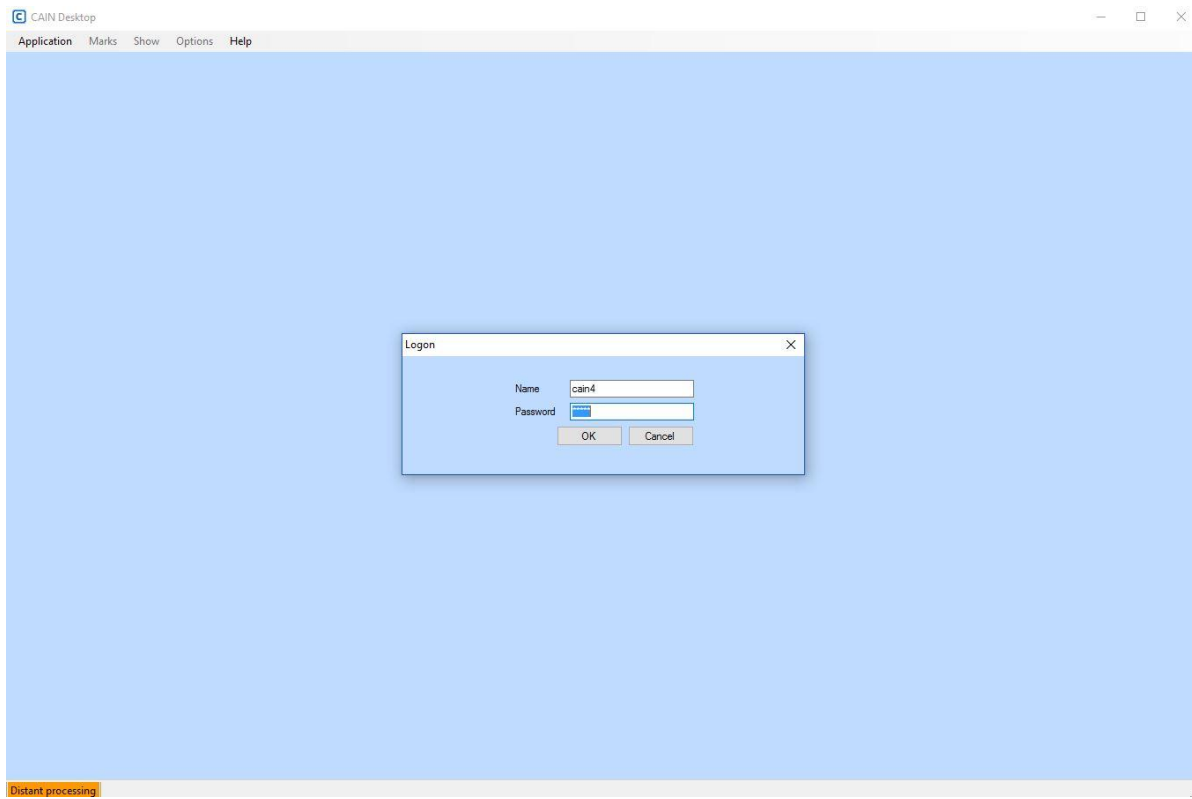 C CAIN Desktop
Application Marks Show Options Help
Logon
Name cain4
Password *****
OK Cancel
Distant processing